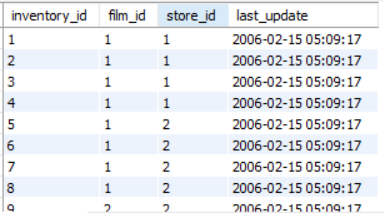 inventory_id film_id store_id last_update
1 1 1 2006-02-15 05:09:17
2 1 1 2006-02-15 05:09:17
3 1 1 2006-02-15 05:09:17
4 1 1 2006-02-15 05:09:17
5 1 2 2006-02-15 05:09:17
6 1 2 2006-02-15 05:09:17
7 1 2 2006-02-15 05:09:17
8 1 2 2006-02-15 05:09:17
9 2 2 2006-02-15 05:09:17